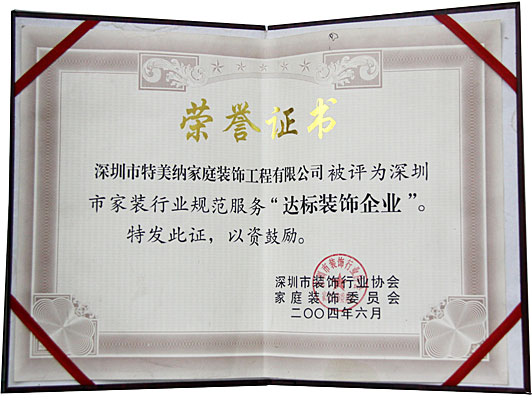 荣誉证书
深圳市特美纳家庭装饰工程有限公司被评为深圳
市家装行业规范服务“达标装饰企业”。
特发此证，以资鼓励。
深圳市装饰行业协会
家庭装饰委员会
二〇〇四年六月